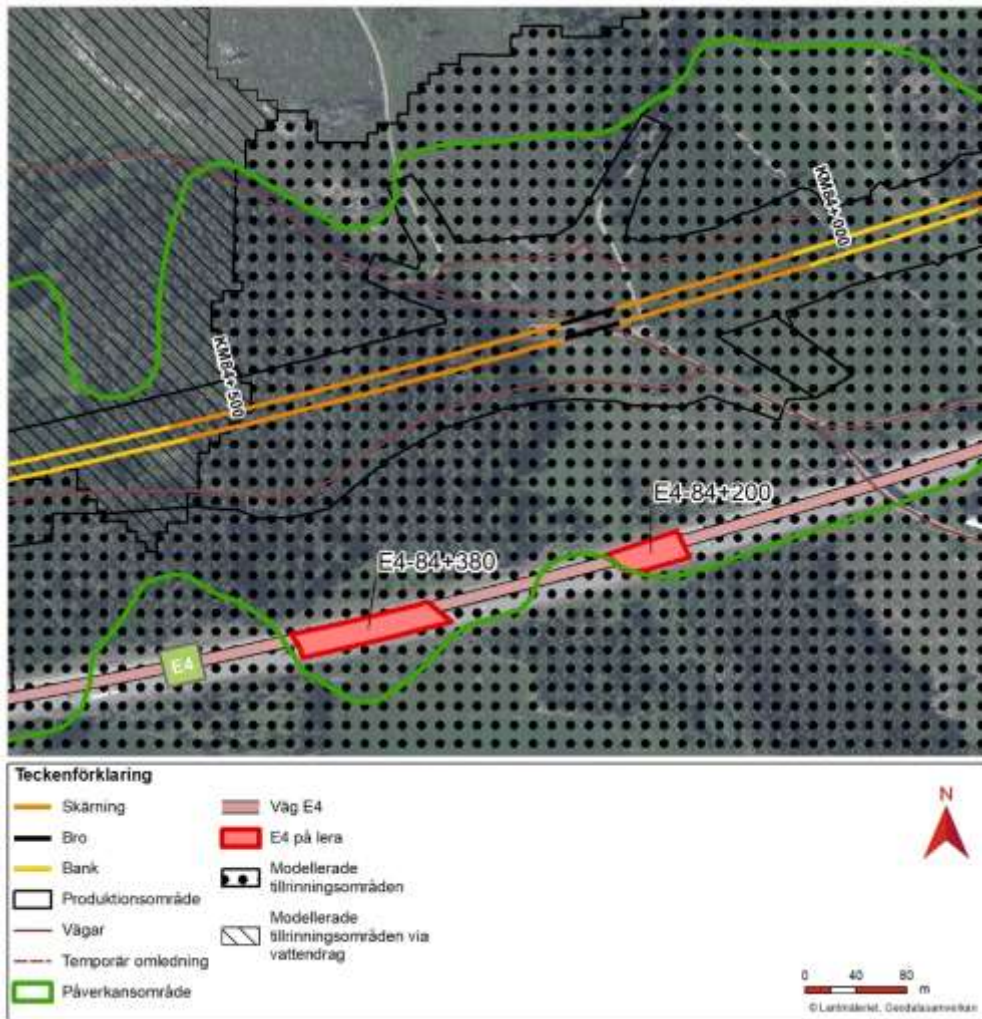 KM84+000
KM84+500
E4-84+200
E4-84+380
E4
Teckenförklaring
Skärning
Bro
Bank
Produktionsområde
Vägar
Temporär omledning
Påverkansområde
Väg E4
E4 på lera
Modellerade
tillrinningsområden
Modellerade
tillrinningsområden via
vattendrag
N
0 40 80
m
© Lantmäteriet, Geodatasamverkan